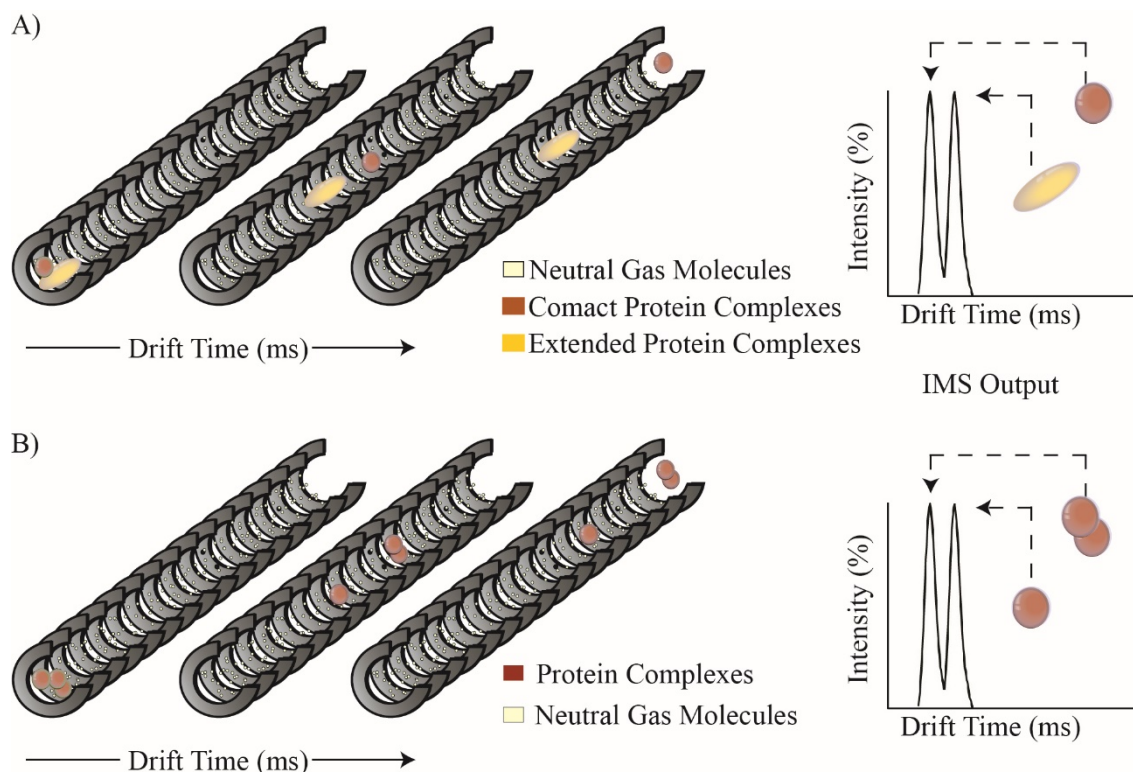 A)
Intensity (%)
Neutral Gas Molecules
Comact Protein Complexes
Extended Protein Complexes
Drift Time (ms)
Drift Time (ms)
IMS Output
B)
Intensity (%)
Protein Complexes
Neutral Gas Molecules
Drift Time (ms)
Drift Time (ms)